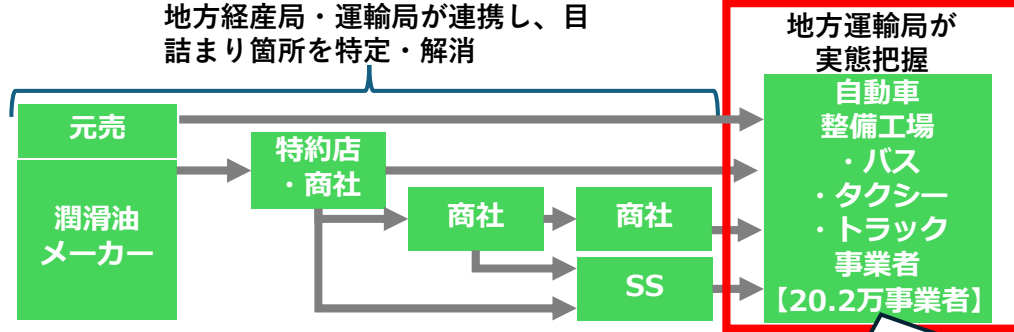 地方経産局・運輸局が連携し、目
詰まり箇所を特定・解消
地方運輸局が
実態把握
元売
潤滑油
メーカー
特約店
・商社
商社
商社
SS
自動車
整備工場
・バス
・タクシー
・トラック
事業者
【20.2万事業者】